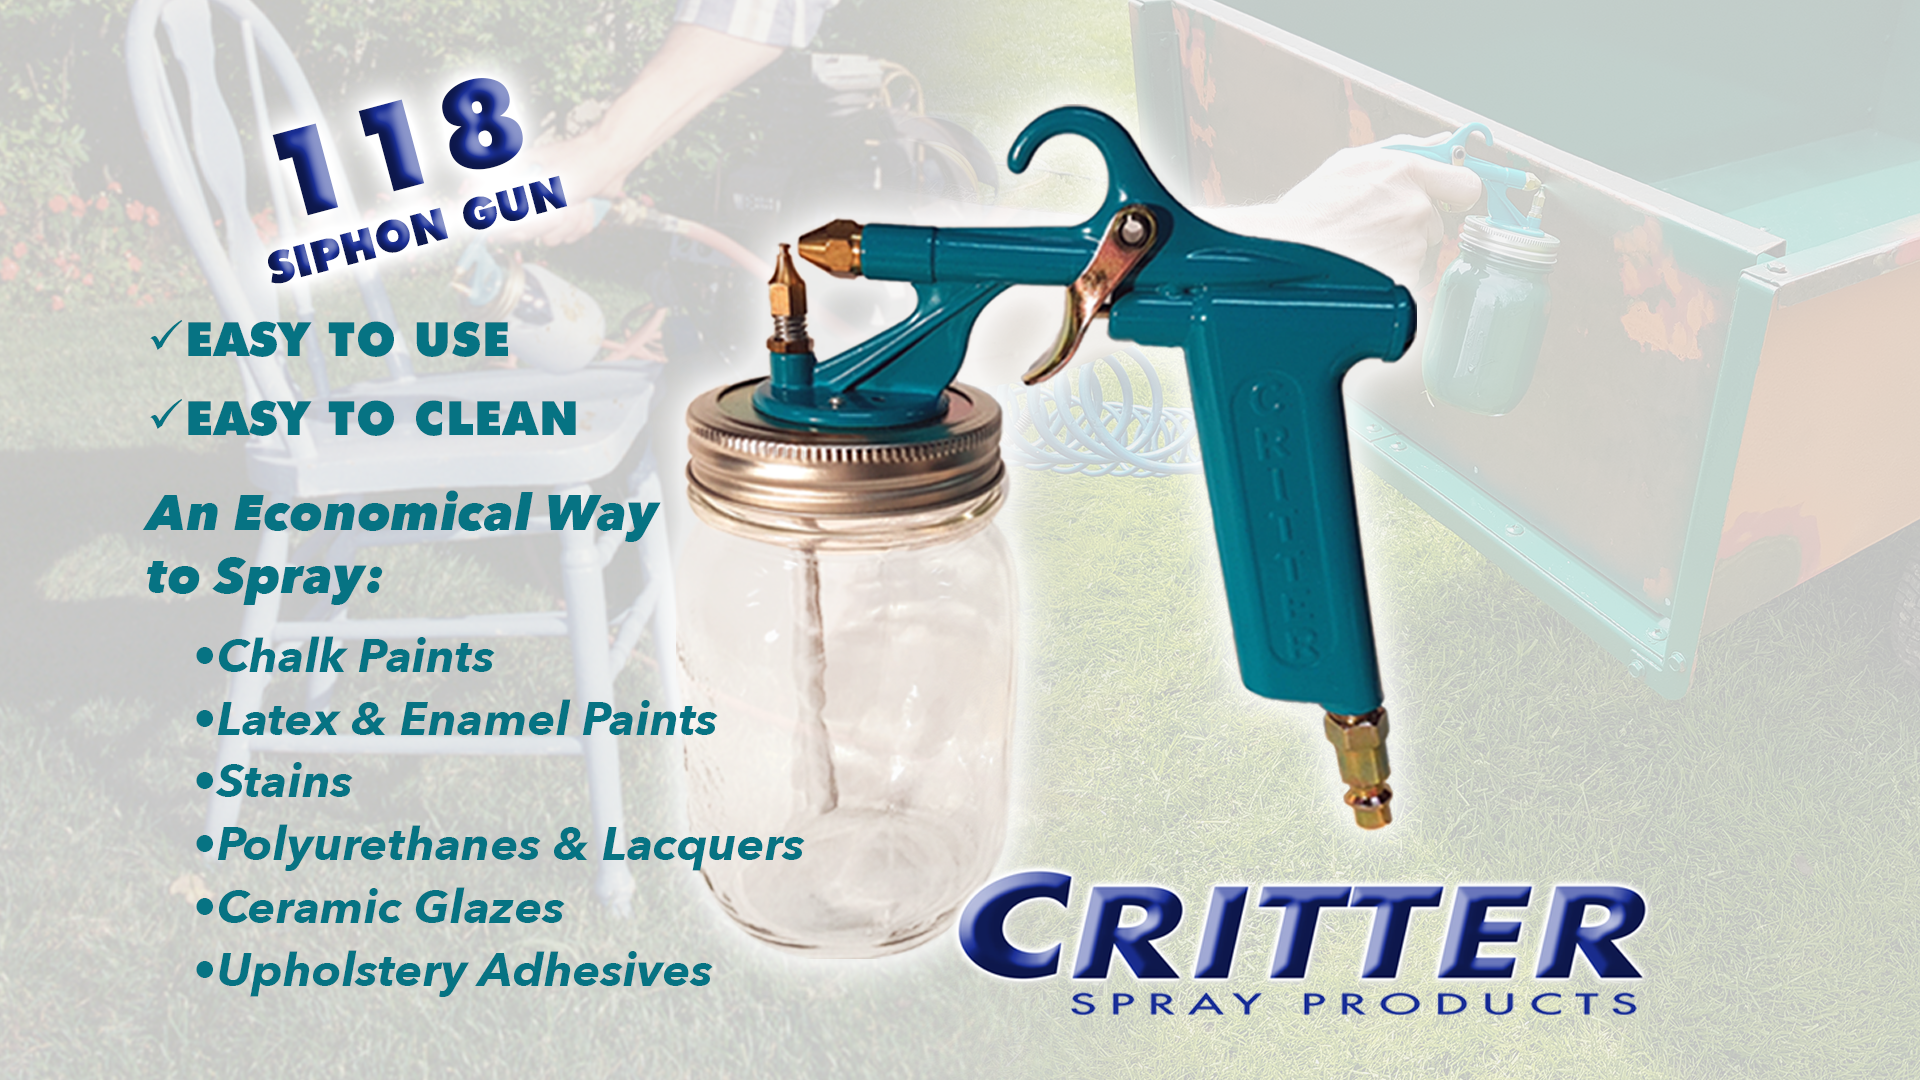 118
SIPHON GUN
✓EASY TO USE
✓EASY TO CLEAN
An Economical Way
to Spray:
•Chalk Paints
•Latex & Enamel Paints
•Stains
•Polyurethanes & Lacquers
•Ceramic Glazes
•Upholstery Adhesives
CRITTER
CRITTER
SPRAY PRODUCTS